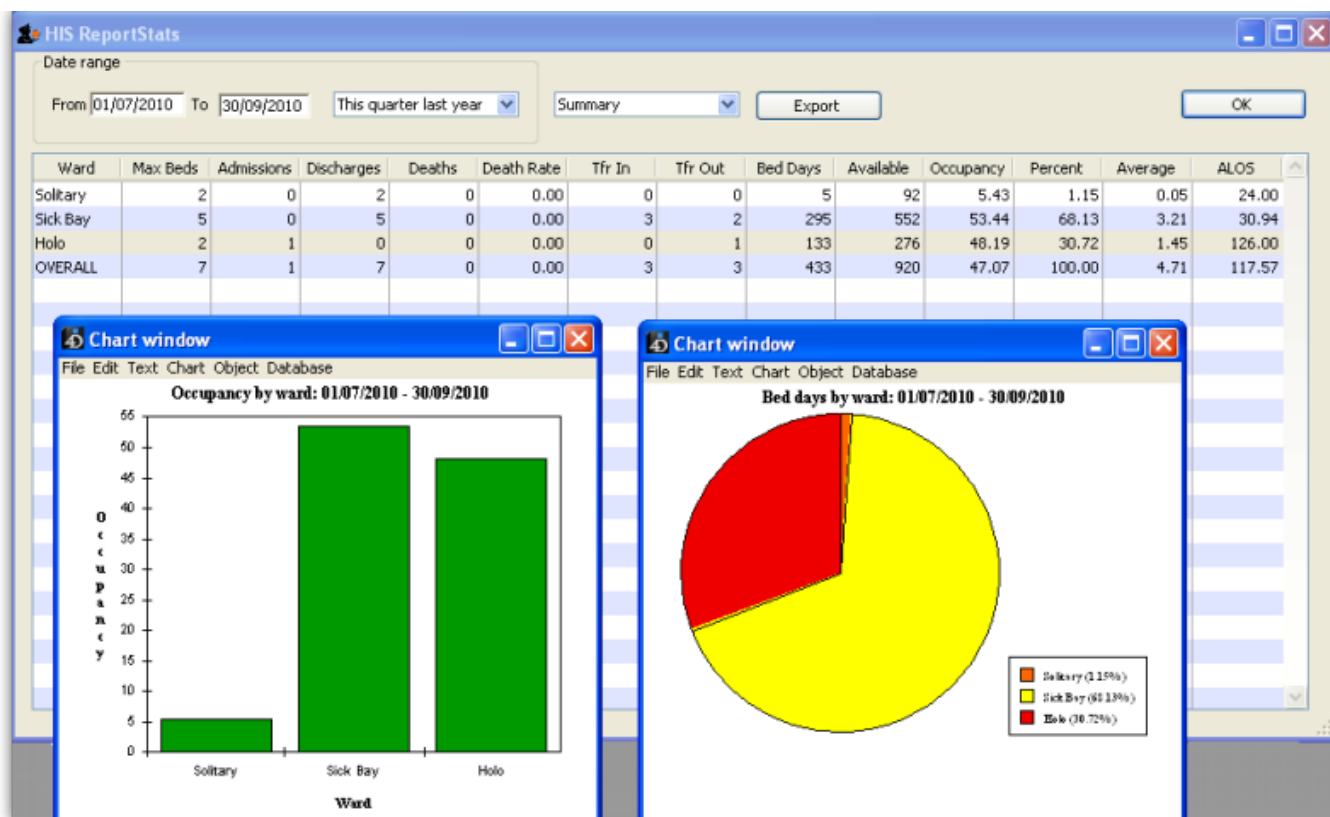 HIS ReportStats
Date range
From 01/07/2010 To 30/09/2010 This quarter last year Summary Export OK
Ward Max Beds Admissions Discharges Deaths Death Rate Tfr In Tfr Out Bed Days Available Occupancy Percent Average ALOS
Solitary 2 0 2 0 0.00 0 0 5 92 5.43 1.15 0.05 24.00
Sick Bay 5 0 5 0 0.00 3 2 295 552 53.44 68.13 3.21 30.94
Holo 2 1 0 0 0.00 0 1 133 276 48.19 30.72 1.45 126.00
OVERALL 7 1 7 0 0.00 3 3 433 920 47.07 100.00 4.71 117.57
Chart window
File Edit Text Chart Object Database
Occupancy by ward: 01/07/2010 - 30/09/2010
55
50
45
40
35
30
25
20
15
10
5
0
Occupancy
Solitary Sick Bay Holo
Ward
Chart window
File Edit Text Chart Object Database
Bed days by ward: 01/07/2010 - 30/09/2010
Solitary (1.15%)
Sick Bay (68.13%)
Holo (30.72%)